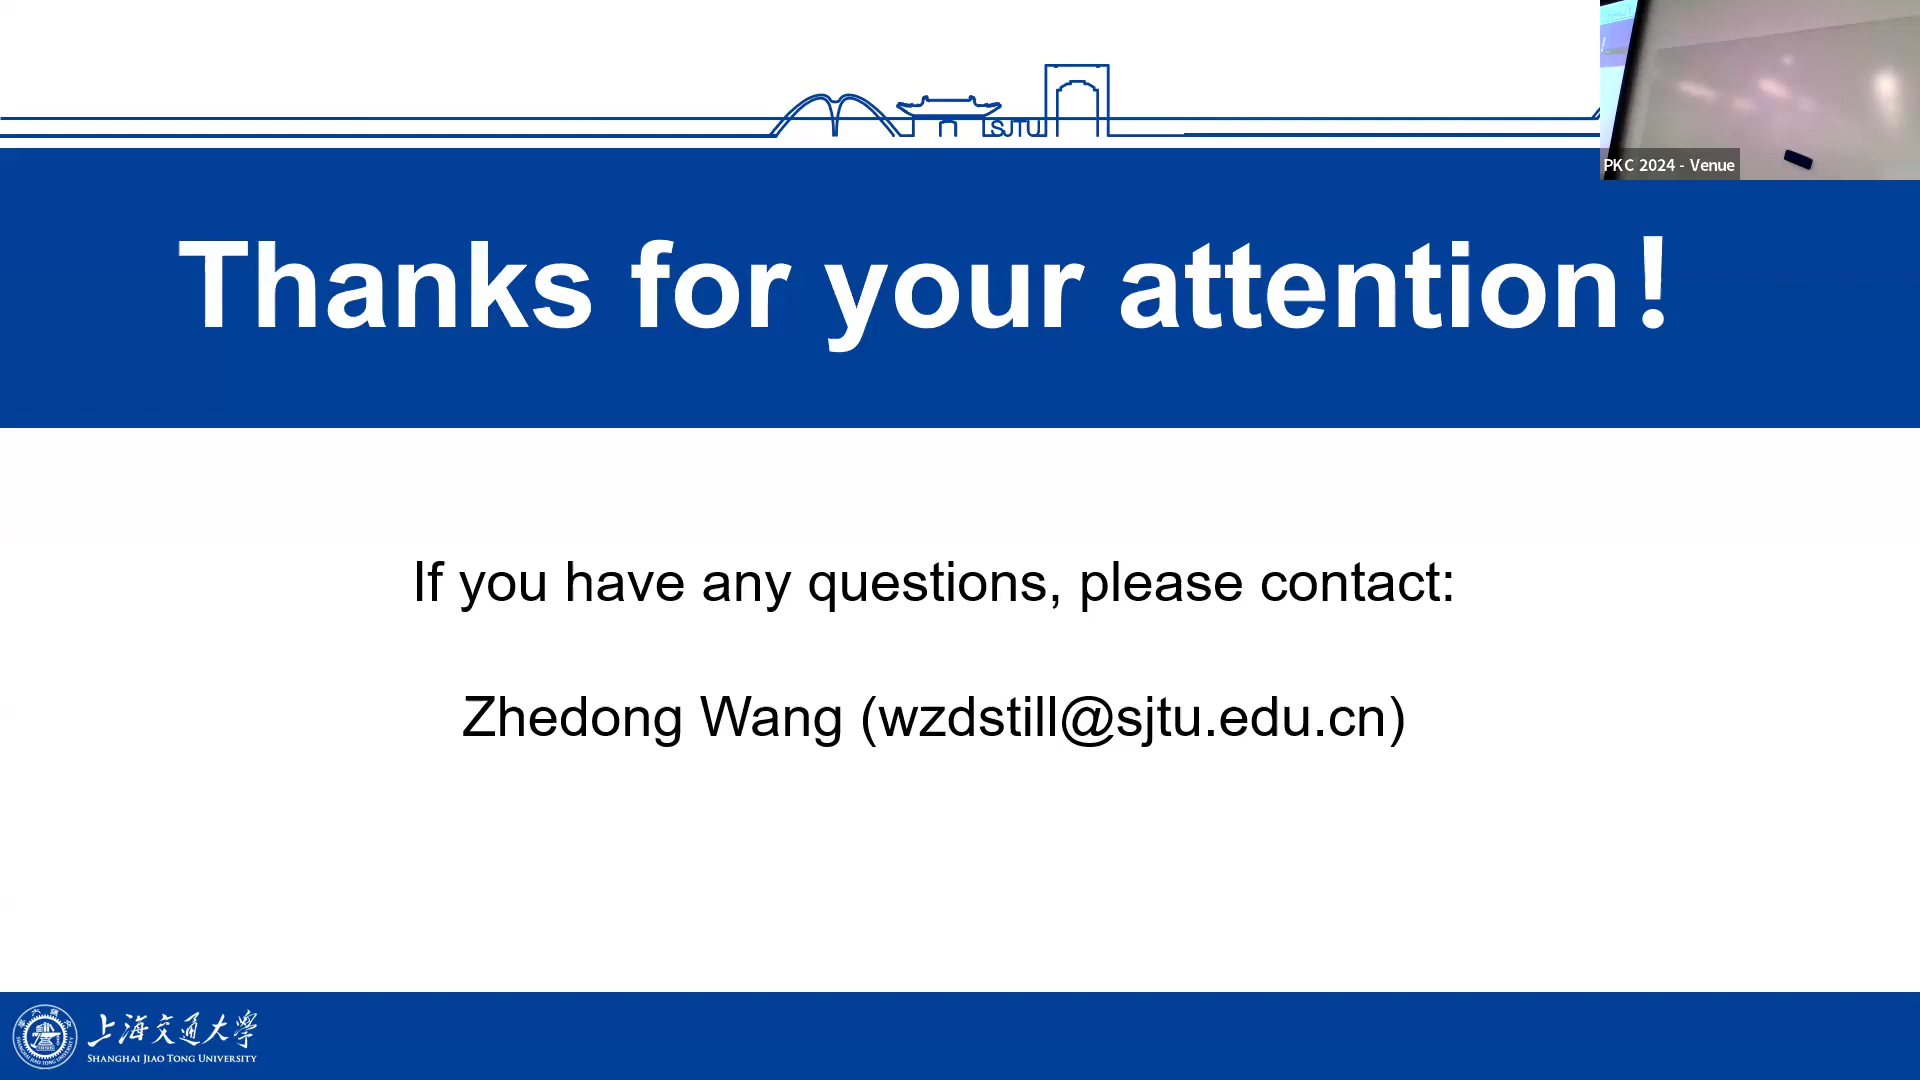 SJTU
PKC 2024 - Venue
Thanks for your attention！
If you have any questions, please contact:
Zhedong Wang (wzdstill@sjtu.edu.cn)
上海交通大学
SHANGHAI JIAO TONG UNIVERSITY